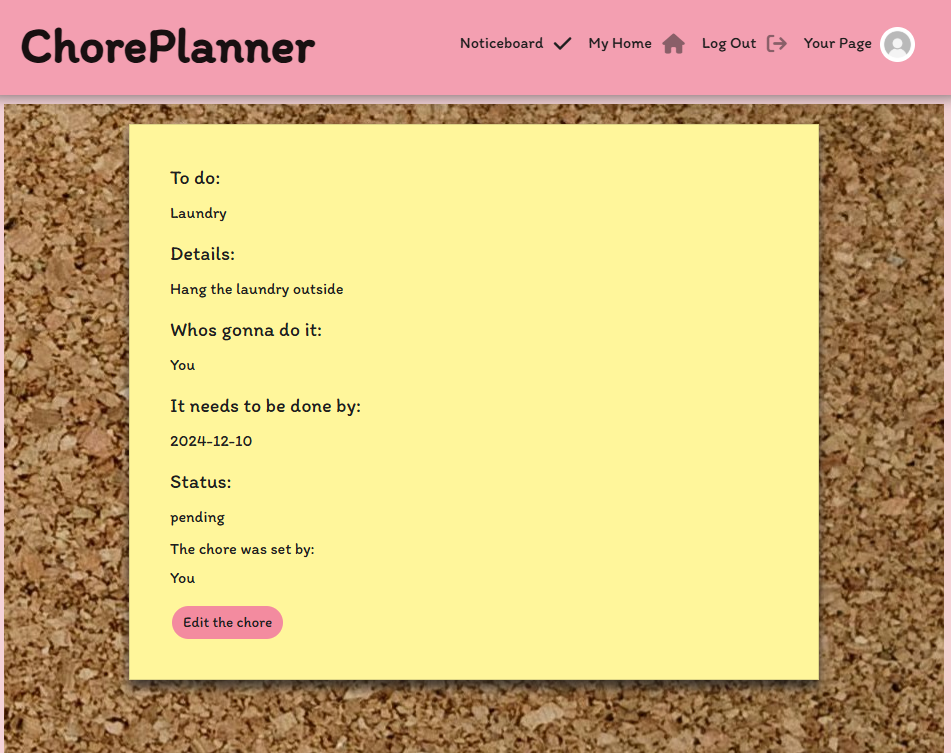 ChorePlanner
Noticeboard My Home Log Out Your Page
To do:
Laundry
Details:
Hang the laundry outside
Whos gonna do it:
You
It needs to be done by:
2024-12-10
Status:
pending
The chore was set by:
You
Edit the chore